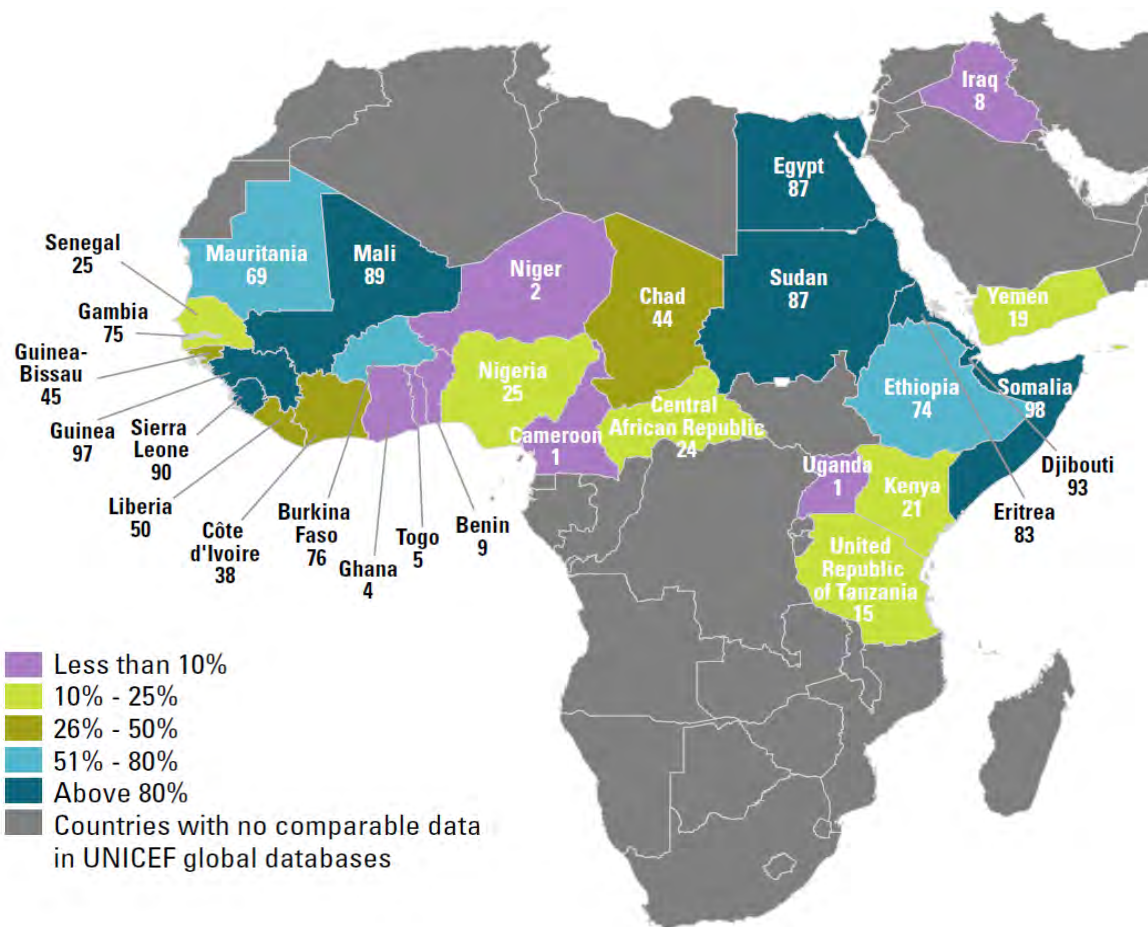 Iraq
8
Egypt
87
Senegal
25
Mauritania
69
Mali
89
Niger
2
Chad
44
Sudan
87
Yemen
19
Gambia
75
Guinea-
Bissau
45
Guinea
97
Sierra
Leone
90
Liberia
50
Côte
d'Ivoire
38
Burkina
Faso
76
Ghana
4
Togo
5
Benin
9
Nigeria
25
Cameroon
1
Central
African Republic
24
Ethiopia
74
Somalia
98
Djibouti
93
Eritrea
83
Uganda
1
Kenya
21
United
Republic
of Tanzania
15
Less than 10%
10% - 25%
26% - 50%
51% - 80%
Above 80%
Countries with no comparable data
in UNICEF global databases